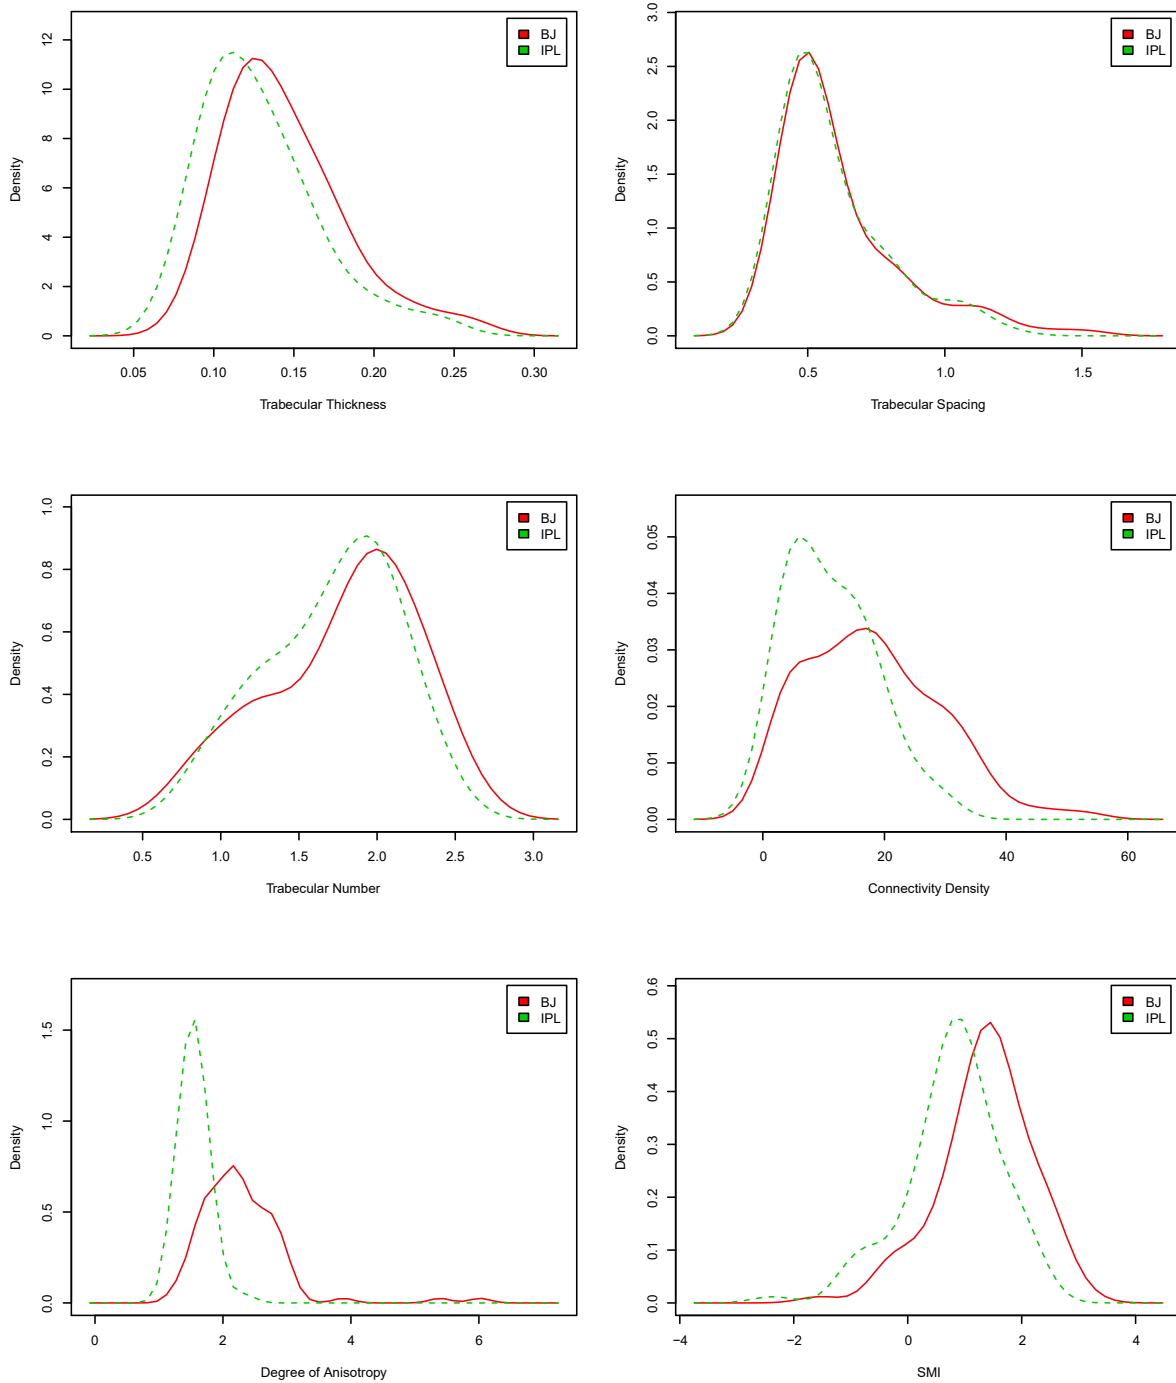 BJ
IPL
Density
0
2
4
6
8
10
12
0.05 0.10 0.15 0.20 0.25 0.30
Trabecular Thickness
BJ
IPL
Density
0.0
0.5
1.0
1.5
2.0
2.5
3.0
0.5 1.0 1.5
Trabecular Spacing
BJ
IPL
Density
0.0
0.2
0.4
0.6
0.8
1.0
0.5 1.0 1.5 2.0 2.5 3.0
Trabecular Number
BJ
IPL
Density
0.00
0.01
0.02
0.03
0.04
0.05
0 20 40 60
Connectivity Density
BJ
IPL
Density
0.0
0.5
1.0
1.5
0 2 4 6
Degree of Anisotropy
BJ
IPL
Density
0.0
0.1
0.2
0.3
0.4
0.5
0.6
−4 −2 0 2 4
SMI